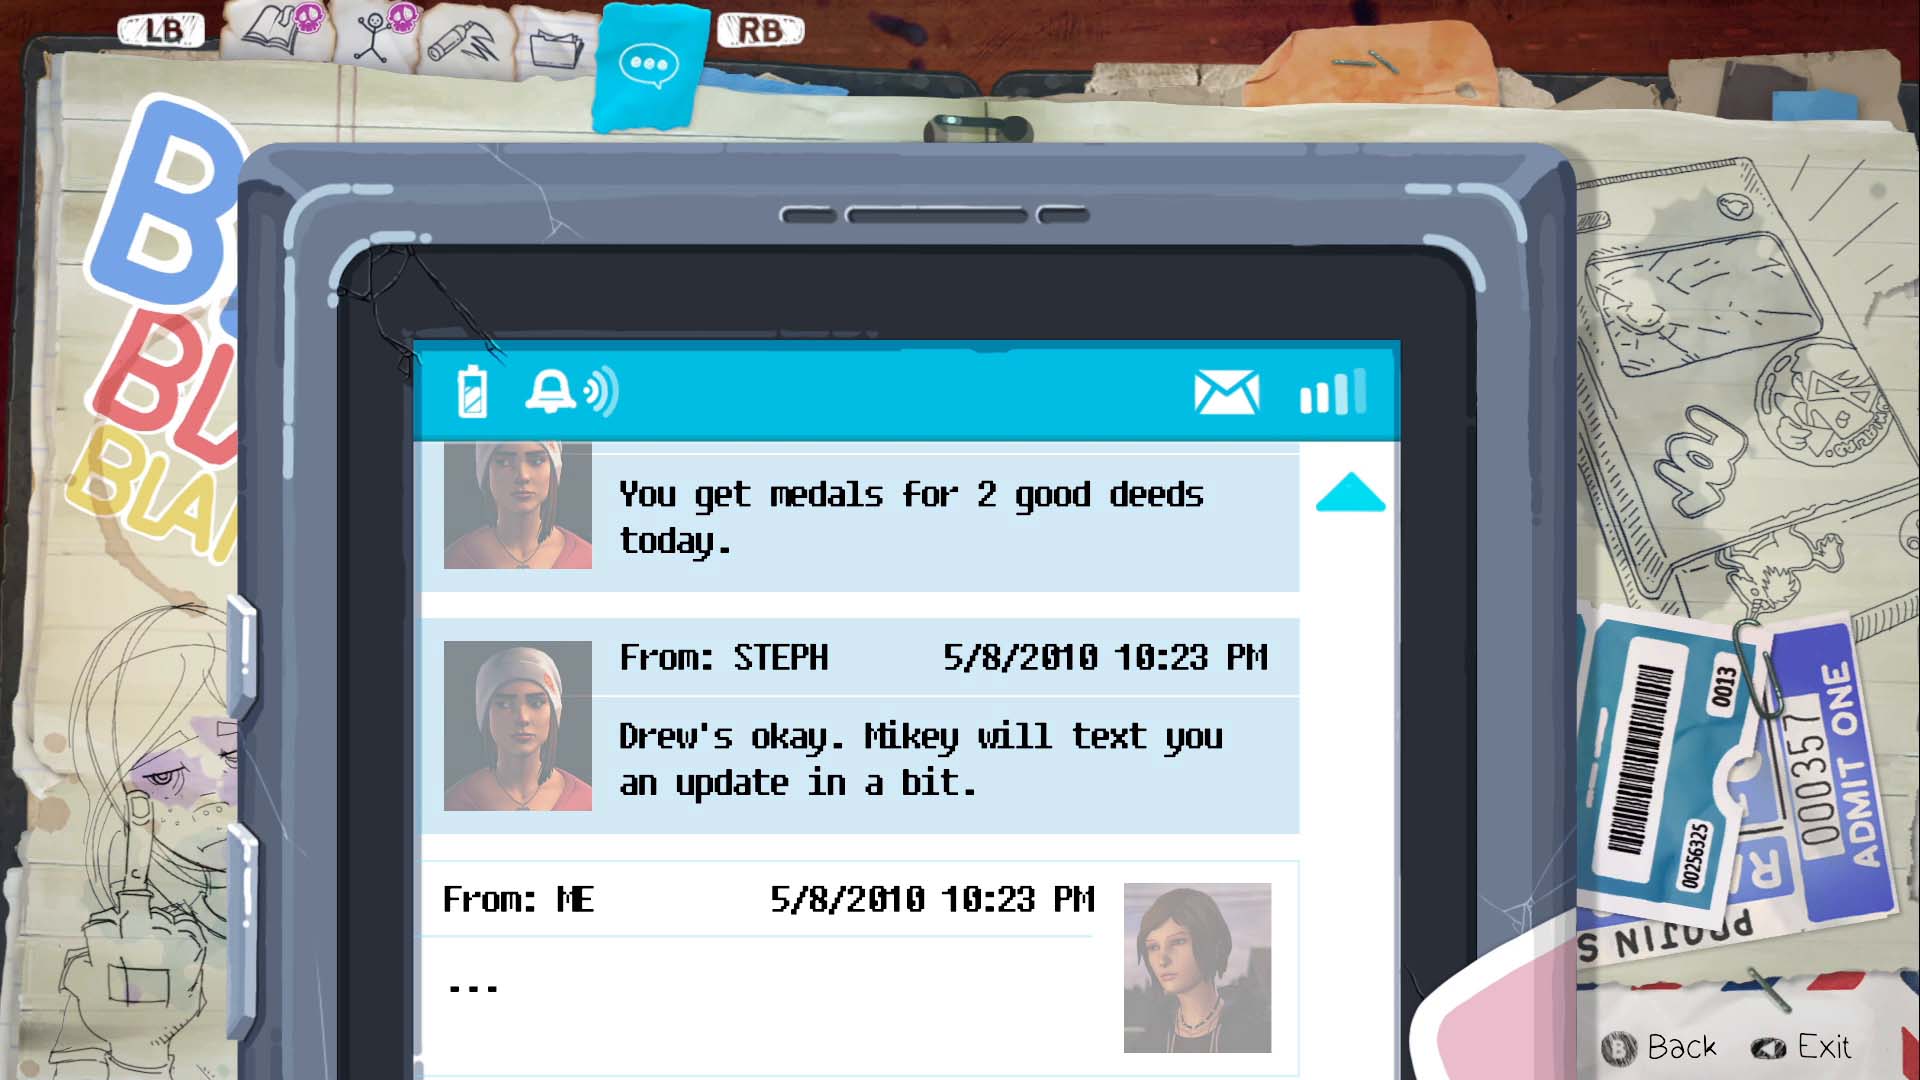 LB
RB
You get medals for 2 good deeds
today.
From: STEPH 5/8/2010 10:23 PM
Drew's okay. Mikey will text you
an update in a bit.
From: ME 5/8/2010 10:23 PM
...
BLA
you
0013
00256325
000357
ADMIT ONE
Back
Exit